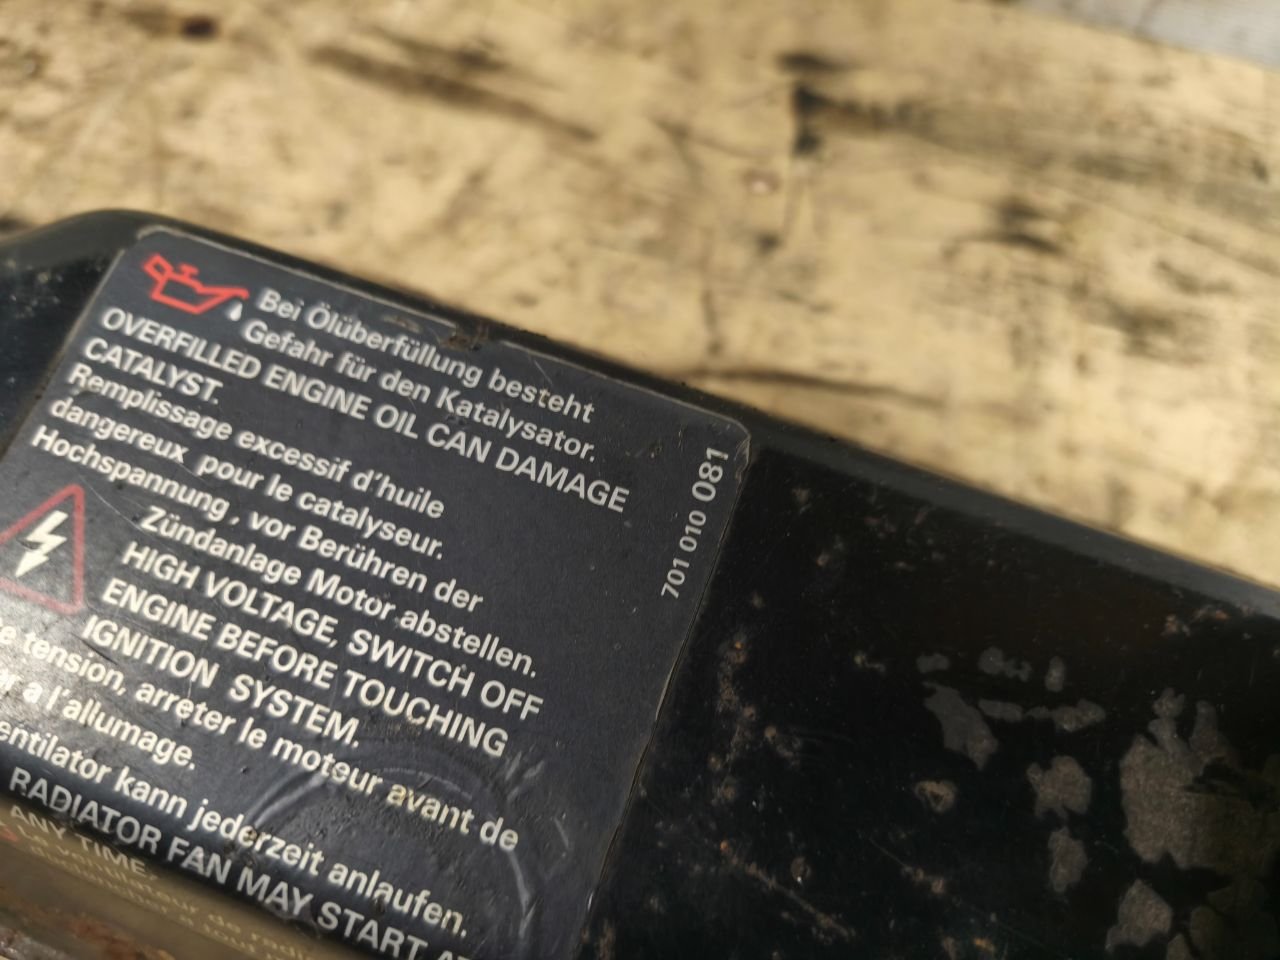 Bei Ölüberfüllung besteht
Gefahr für den Katalysator.
OVERFILLED ENGINE OIL CAN DAMAGE
CATALYST.
Remplissage excessif d'huile
dangereux pour le catalyseur.
Hochspannung, vor Berühren der
Zündanlage Motor abstellen.
HIGH VOLTAGE, SWITCH OFF
ENGINE BEFORE TOUCHING
IGNITION SYSTEM.
tension, arreter le moteur avant de
a l'allumage.
kann jederzeit anlaufen.
RADIATOR FAN MAY START
ANY TIME.
701 010 081